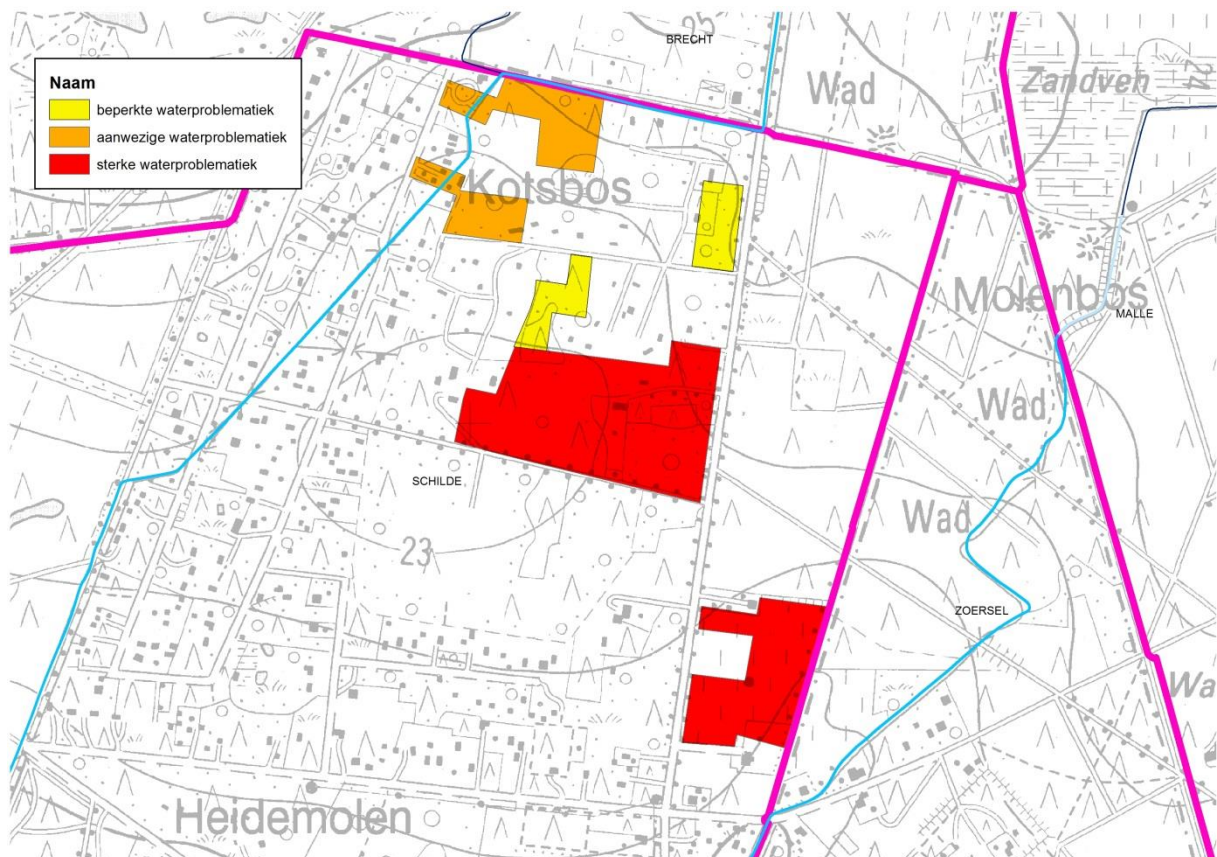 Naam
beperkte waterproblematiek
aanwezige waterproblematiek
sterke waterproblematiek
25
BRECHT
Wad
Zandven
24
Kotsbos
Molenbos
MALLE
Wad
SCHILDE
Wad
23
ZOERSEL
Wa
Heidemolen